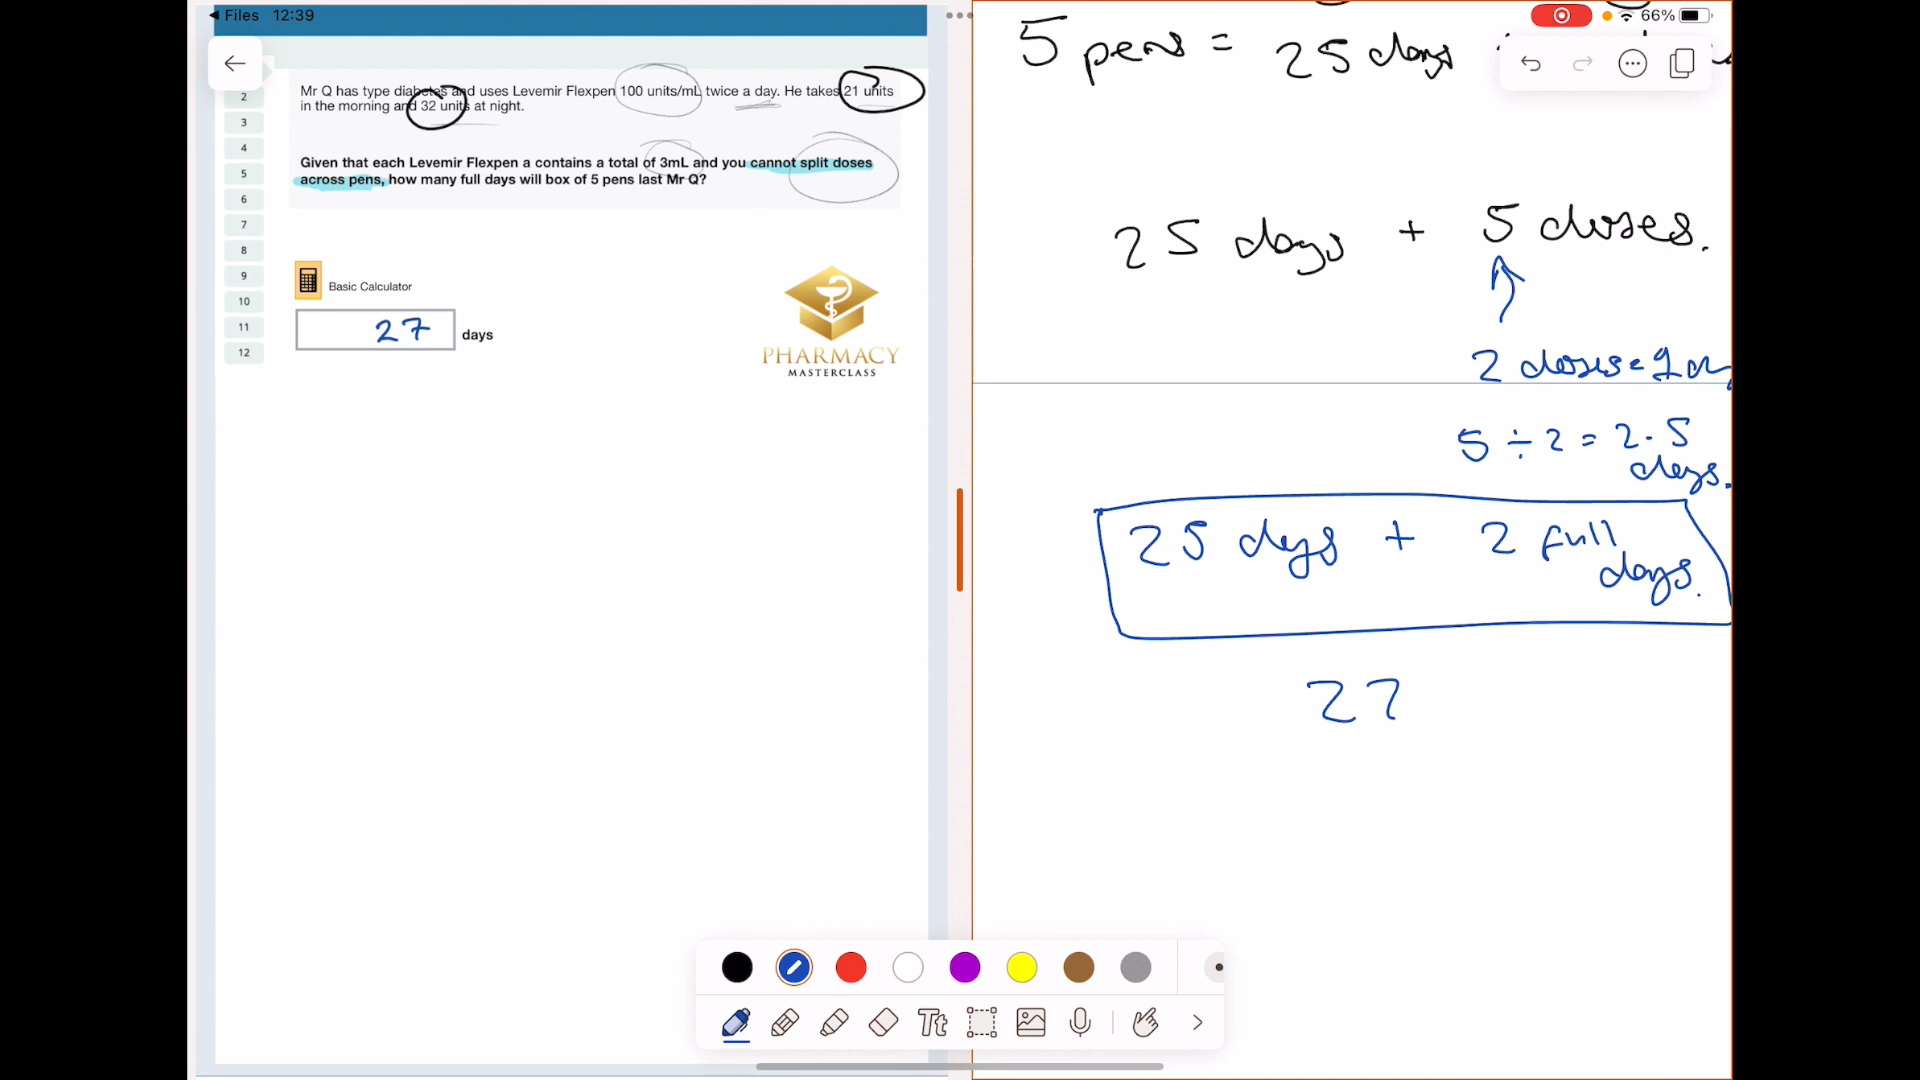 Files 12:39
66%
2
3
4
5
6
7
8
9
10
11
12
Mr Q has type diabetes and uses Levemir Flexpen 100 units/mL twice a day. He takes 21 units
in the morning and 32 units at night.
Given that each Levemir Flexpen a contains a total of 3mL and you cannot split doses
across pens, how many full days will box of 5 pens last Mr Q?
Basic Calculator
27 days
PHARMACY
MASTERCLASS
5 pens = 25 days
25 days + 5 doses.
2 doses = 1 d
5 ÷ 2 = 2.5
days.
25 days + 2 full
days.
27
Tt